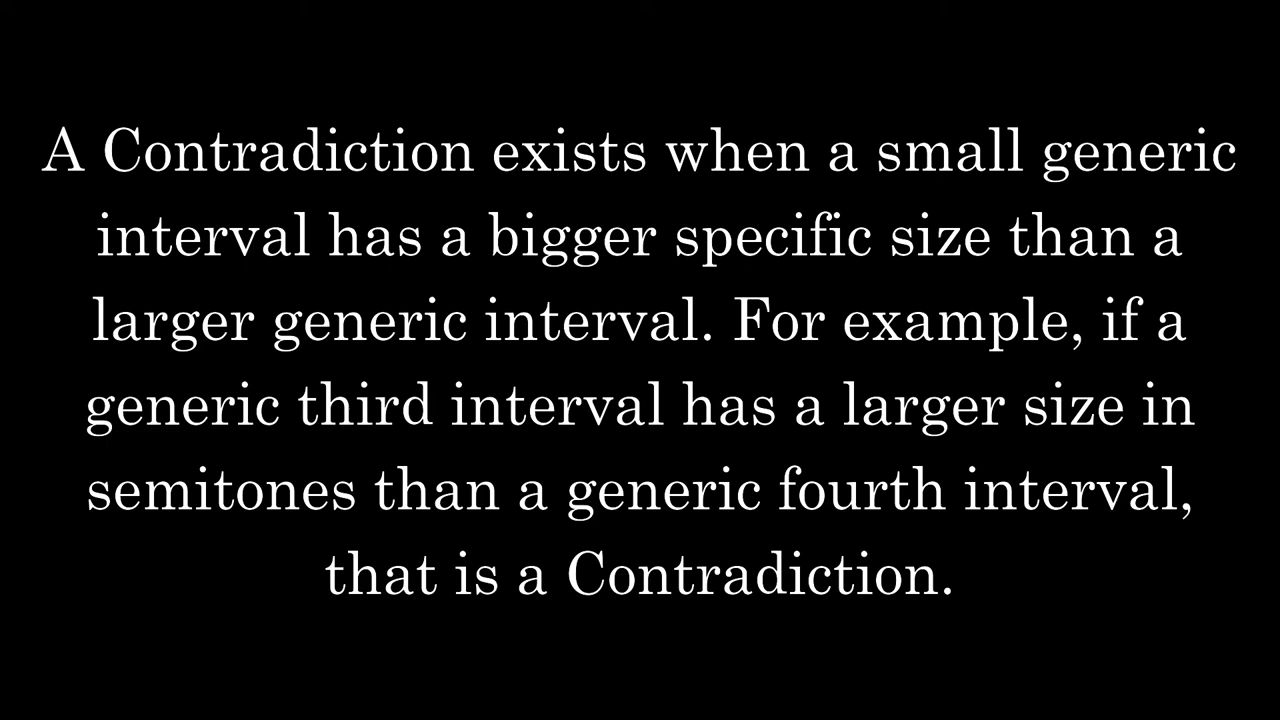 A Contradiction exists when a small generic
interval has a bigger specific size than a
larger generic interval. For example, if a
generic third interval has a larger size in
semitones than a generic fourth interval,
that is a Contradiction.